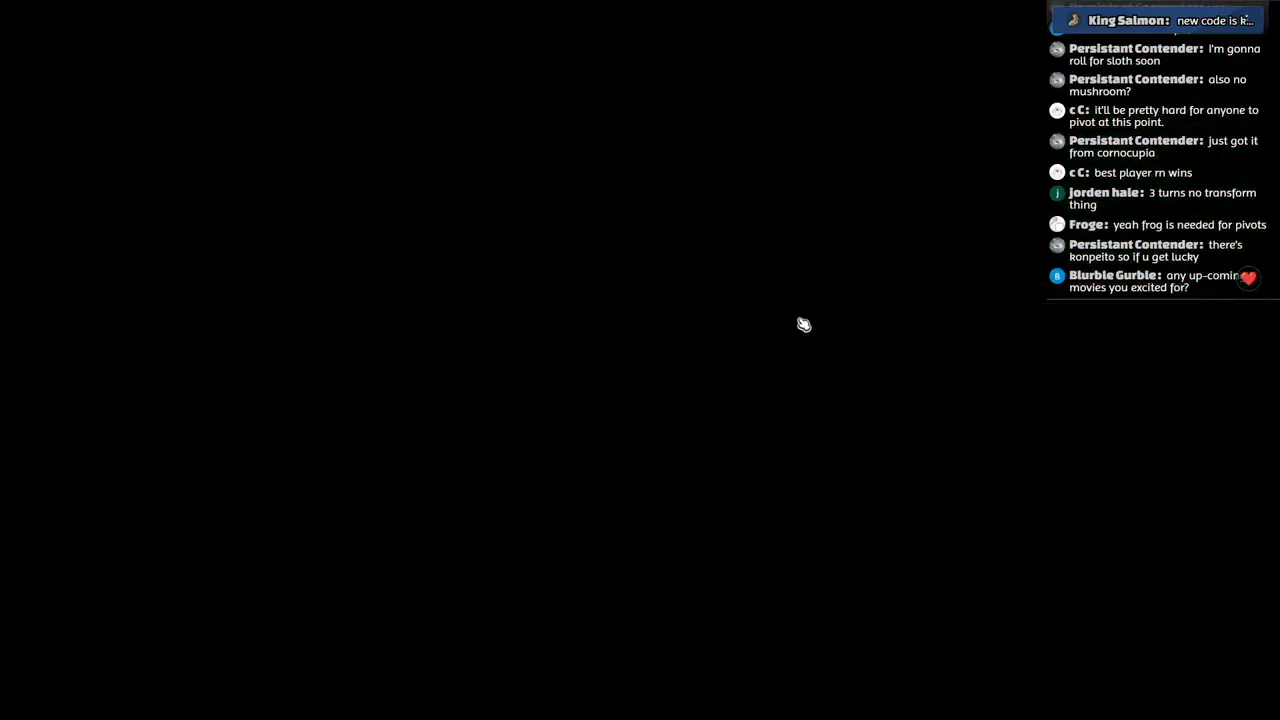 King Salmon: new code is k...
Persistant Contender: I'm gonna
roll for sloth soon
Persistant Contender: also no
mushroom?
c C: it'll be pretty hard for anyone to
pivot at this point.
Persistant Contender: just got it
from cornocupia
c C: best player rn wins
j jorden hale: 3 turns no transform
thing
Froge: yeah frog is needed for pivots
Persistant Contender: there's
konpeito so if u get lucky
B Blurble Gurble: any up-coming
movies you excited for?